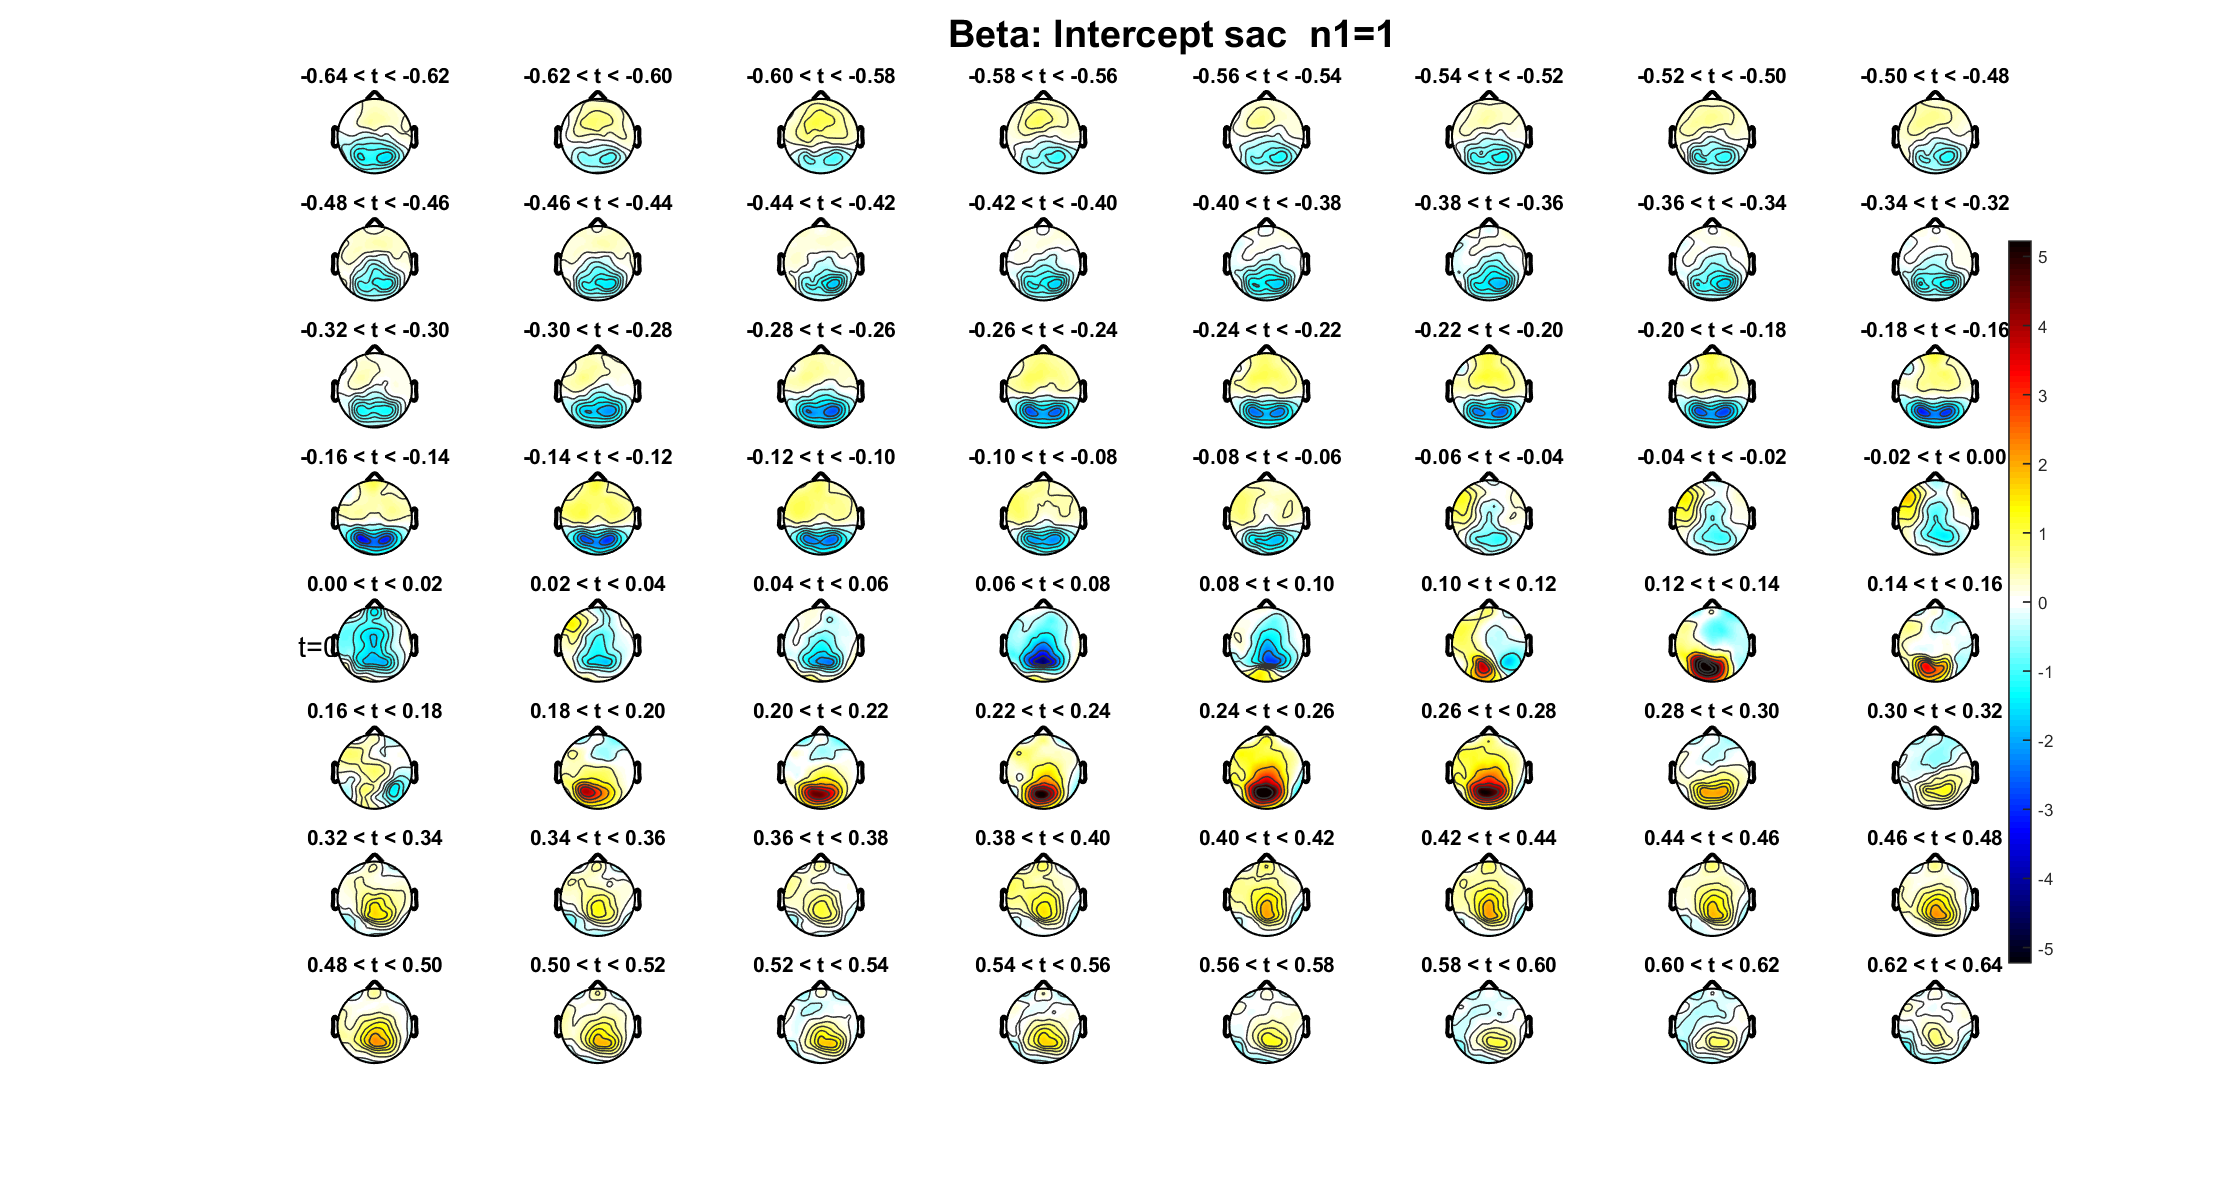 Beta: Intercept sac  n1=1
-0.64 < t < -0.62 -0.62 < t < -0.60 -0.60 < t < -0.58 -0.58 < t < -0.56 -0.56 < t < -0.54 -0.54 < t < -0.52 -0.52 < t < -0.50 -0.50 < t < -0.48
-0.48 < t < -0.46 -0.46 < t < -0.44 -0.44 < t < -0.42 -0.42 < t < -0.40 -0.40 < t < -0.38 -0.38 < t < -0.36 -0.36 < t < -0.34 -0.34 < t < -0.32
5
-0.32 < t < -0.30 -0.30 < t < -0.28 -0.28 < t < -0.26 -0.26 < t < -0.24 -0.24 < t < -0.22 -0.22 < t < -0.20 -0.20 < t < -0.18 -0.18 < t < -0.16
4
3
-0.16 < t < -0.14 -0.14 < t < -0.12 -0.12 < t < -0.10 -0.10 < t < -0.08 -0.08 < t < -0.06 -0.06 < t < -0.04 -0.04 < t < -0.02 -0.02 < t < 0.00
2
1
0.00 < t < 0.02 0.02 < t < 0.04 0.04 < t < 0.06 0.06 < t < 0.08 0.08 < t < 0.10 0.10 < t < 0.12 0.12 < t < 0.14 0.14 < t < 0.16
0
t=0
-1
0.16 < t < 0.18 0.18 < t < 0.20 0.20 < t < 0.22 0.22 < t < 0.24 0.24 < t < 0.26 0.26 < t < 0.28 0.28 < t < 0.30 0.30 < t < 0.32
-2
-3
0.32 < t < 0.34 0.34 < t < 0.36 0.36 < t < 0.38 0.38 < t < 0.40 0.40 < t < 0.42 0.42 < t < 0.44 0.44 < t < 0.46 0.46 < t < 0.48
-4
-5
0.48 < t < 0.50 0.50 < t < 0.52 0.52 < t < 0.54 0.54 < t < 0.56 0.56 < t < 0.58 0.58 < t < 0.60 0.60 < t < 0.62 0.62 < t < 0.64